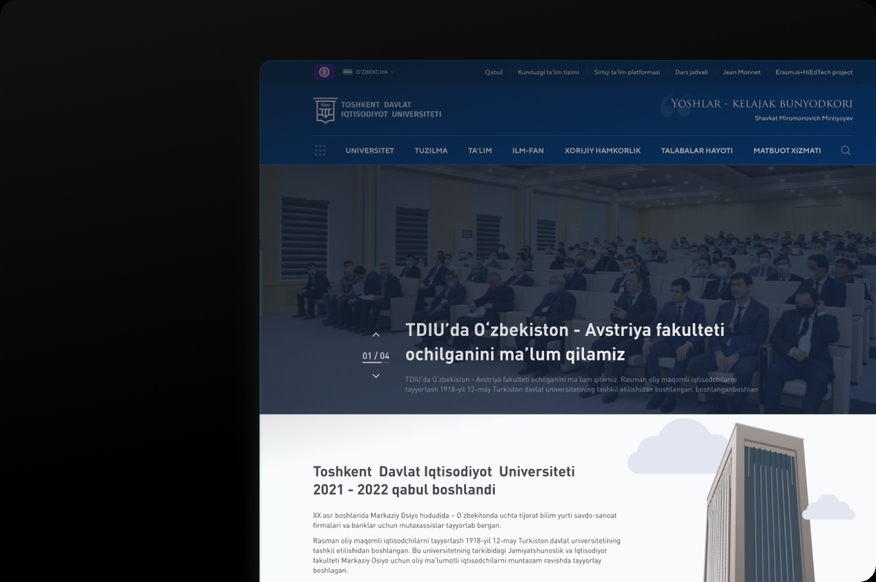 O'ZBEKCHA
Qabul Kunduzgi ta'lim tizimi Sirtqi ta'lim platformasi Dars jadvali Jean Monnet Erasmus+HiEdTech project
TOSHKENT DAVLAT
IQTISODIYOT UNIVERSITETI
YOSHLAR - KELAJAK BUNYODKORI
Shavkat Miromonovich Mirziyoyev
UNIVERSITET TUZILMA TA'LIM ILM-FAN XORIJIY HAMKORLIK TALABALAR HAYOTI MATBUOT XIZMATI
TDIU'da O'zbekiston - Avstriya fakulteti
01 / 04
ochilganini ma'lum qilamiz
TDIU'da O'zbekiston - Avstriya fakulteti ochilganini ma'lum qilamiz Rasman oliy maqomli iqtisodchilarni
tayyorlash 1918-yil 12-may Turkiston davlat universitetining tashkil etilishidan boshlangan. boshlanganboshlan
Toshkent Davlat Iqtisodiyot Universiteti
2021 - 2022 qabul boshlandi
XX asr boshlarida Markaziy Osiyo hududida – O'zbekitonda uchta tijorat bilim yurti savdo-sanoat
firmalari va banklar uchun mutaxassislar tayyorlab bergan.
Rasman oliy maqomli iqtisodchilarni tayyorlash 1918-yil 12-may Turkiston davlat universitetining
tashkil etilishidan boshlangan. Bu universitetning tarkibidagi Jamiyatshunoslik va Iqtisodiyot
fakulteti Markaziy Osiyo uchun oliy ma'lumotli iqtisodchilarni muntazam ravishda tayyorlay
boshlagan.